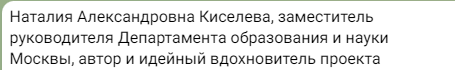 Наталия Александровна Киселева, заместитель
руководителя Департамента образования и науки
Москвы, автор и идейный вдохновитель проекта